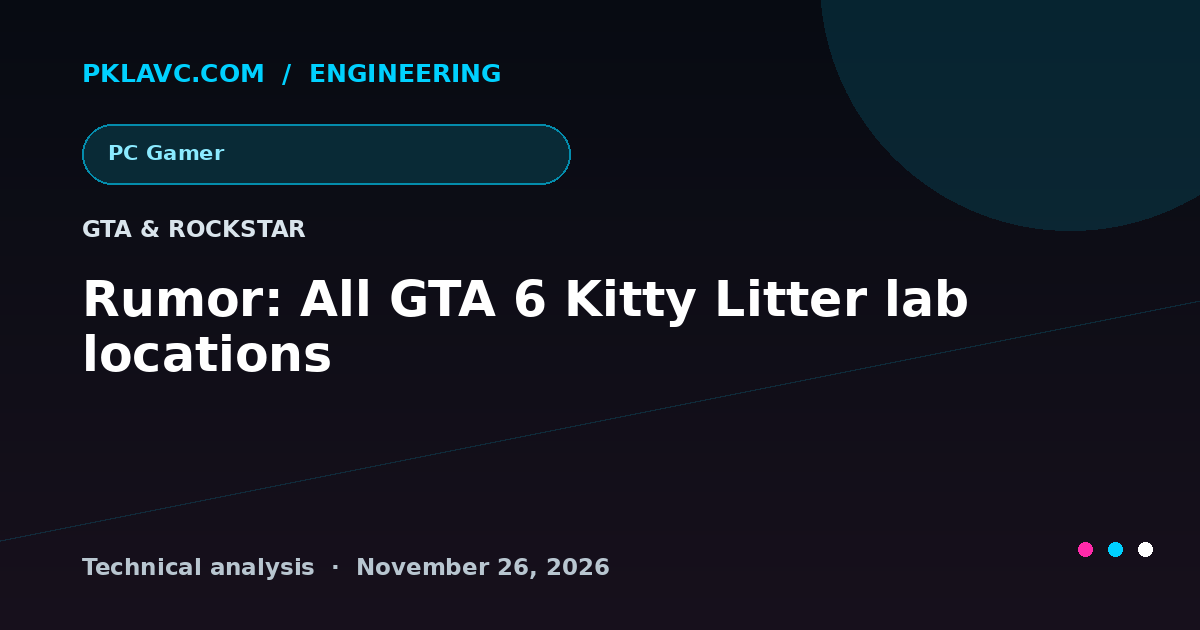 PKLAVC.COM / ENGINEERING
PC Gamer
GTA & ROCKSTAR
Rumor: All GTA 6 Kitty Litter lab
locations
Technical analysis · November 26, 2026